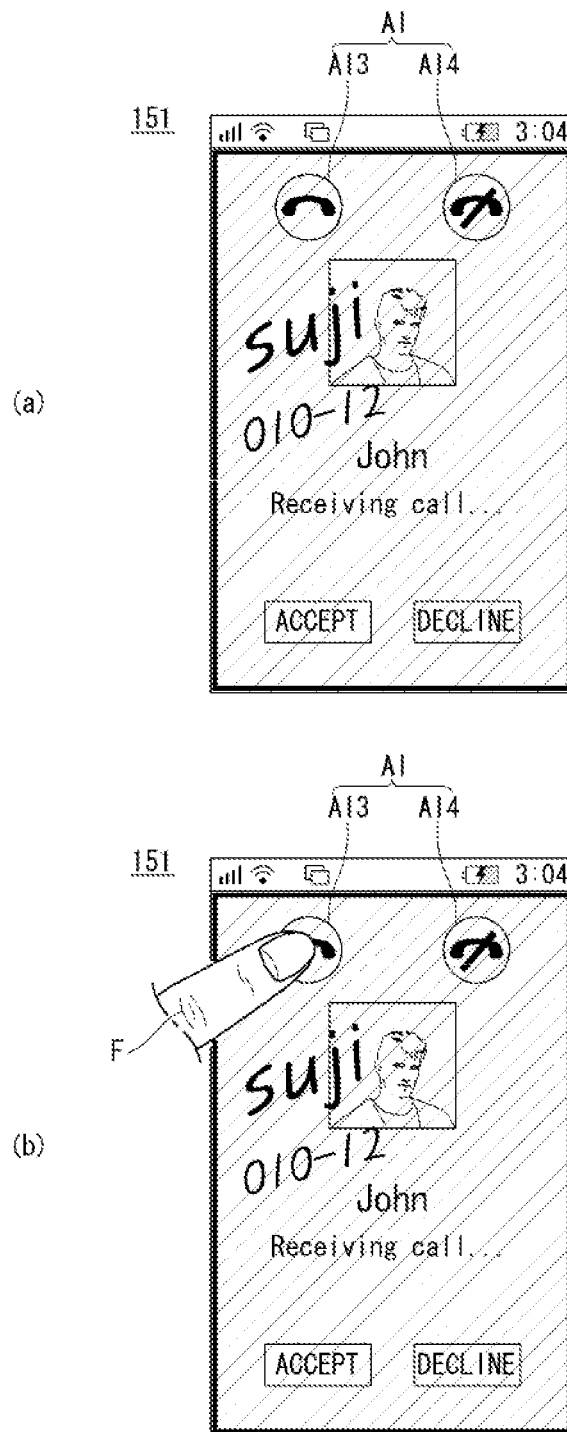 AI
AI3 AI4
151
3:04
(a)
suji
010-12
John
Receiving call...
ACCEPT DECLINE
AI
AI3 AI4
151
3:04
F
(b)
suji
010-12
John
Receiving call...
ACCEPT DECLINE